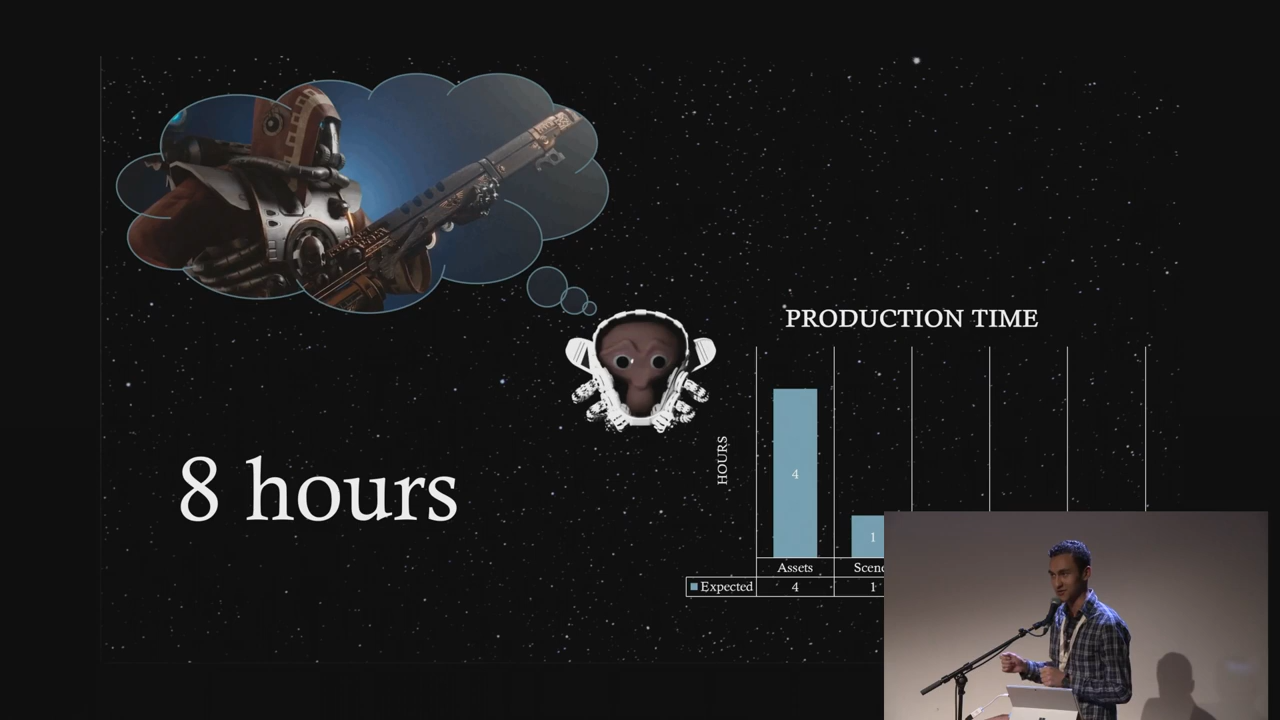 PRODUCTION TIME
HOURS
8 hours
4
1
Assets
Expected
4
1